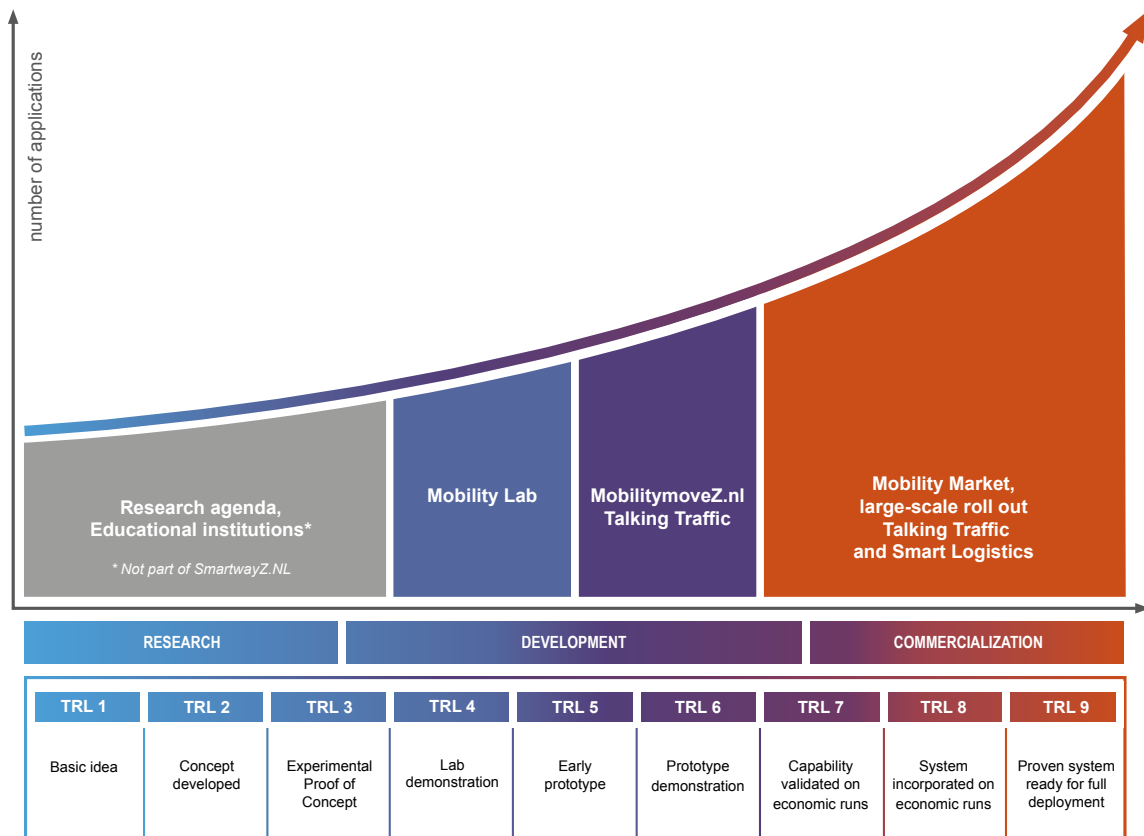 number of applications
Research agenda,
Educational institutions*
* Not part of SmartwayZ.NL
Mobility Lab
MobilitymoveZ.nl
Talking Traffic
Mobility Market,
large-scale roll out
Talking Traffic
and Smart Logistics
RESEARCH
DEVELOPMENT
COMMERCIALIZATION
TRL 1
TRL 2
TRL 3
TRL 4
TRL 5
TRL 6
TRL 7
TRL 8
TRL 9
Basic idea
Concept
developed
Experimental
Proof of
Concept
Lab
demonstration
Early
prototype
Prototype
demonstration
Capability
validated on
economic runs
System
incorporated on
economic runs
Proven system
ready for full
deployment